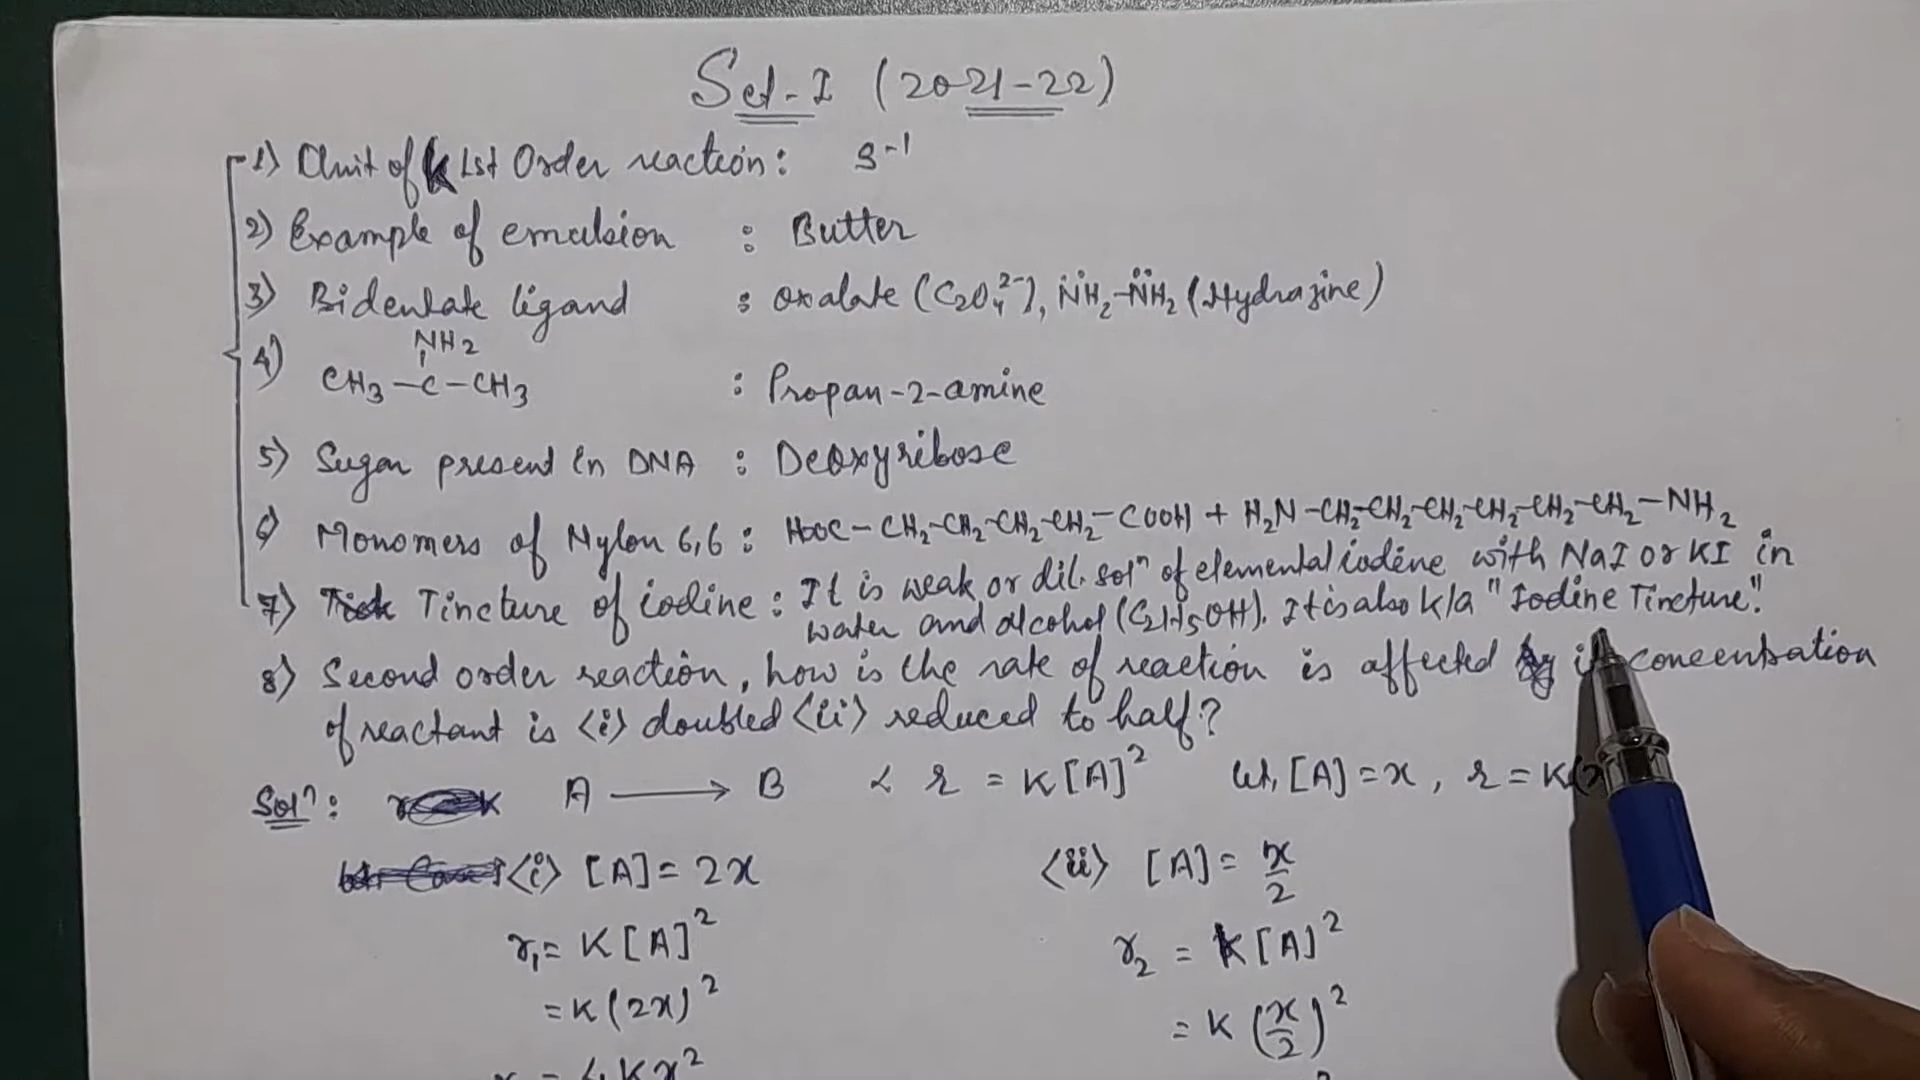 Set-I (2021-22)
1) Unit of k Ist Order reaction : s⁻¹
2) Example of emulsion : Butter
3) Bidentate ligand : oxalate (C₂O₄²⁻), N̈H₂-N̈H₂ (Hydrazine)
NH₂
4) CH₃-C-CH₃ : Propan-2-amine
5) Sugar present in DNA : Deoxyribose
6) Monomers of Nylon 6,6 : HOOC-CH₂-CH₂-CH₂-CH₂-COOH + H₂N-CH₂-CH₂-CH₂-CH₂-CH₂-CH₂-NH₂
7) Tincture of iodine : It is weak or dil. solⁿ of elemental iodine with NaI or KI in
water and alcohol (C₂H₅OH). It is also k/a "Iodine Tincture".
8) Second order reaction, how is the rate of reaction is affected concentration
of reactant is <i> doubled <ii> reduced to half?
Solⁿ: A ⟶ B r = K[A]² Let, [A] = x, r = K(x
<i> [A] = 2x <ii> [A] = x/2
r₁ = K[A]² r₂ = k[A]²
= K(2x)² = K(x/2)²
= 4Kx²